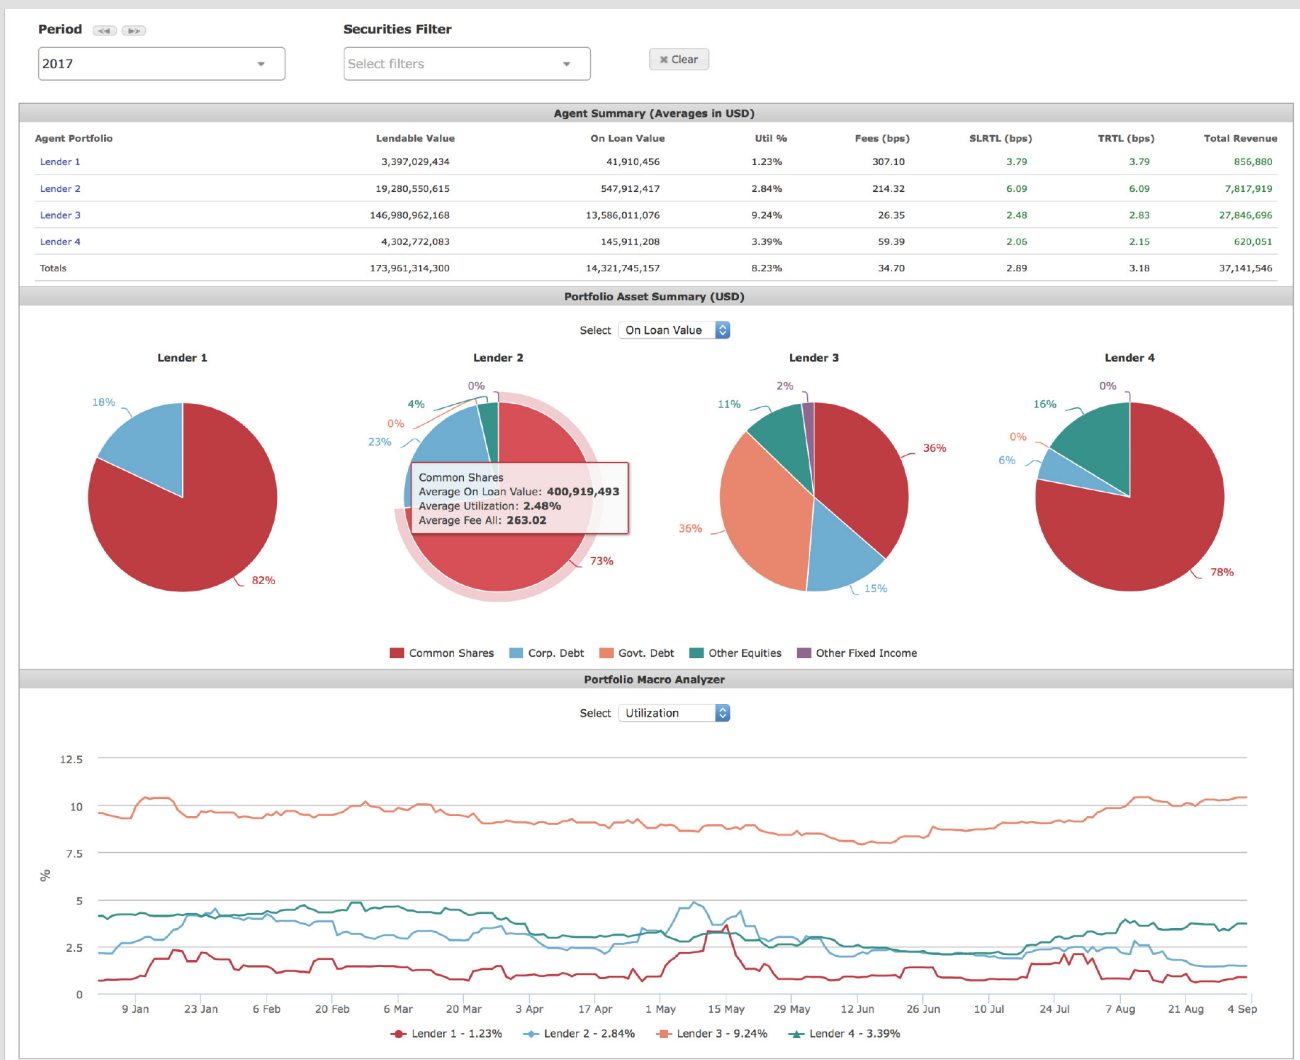 Period
Securities Filter
2017
Select filters
✖ Clear
Agent Summary (Averages in USD)
Agent Portfolio Lendable Value On Loan Value Util % Fees (bps) SLRTL (bps) TRTL (bps) Total Revenue
Lender 1 3,397,029,434 41,910,456 1.23% 307.10 3.79 3.79 856,880
Lender 2 19,280,550,615 547,912,417 2.84% 214.32 6.09 6.09 7,817,919
Lender 3 146,980,962,168 13,586,011,076 9.24% 26.35 2.48 2.83 27,846,696
Lender 4 4,302,772,083 145,911,208 3.39% 59.39 2.06 2.15 620,051
Totals 173,961,314,300 14,321,745,157 8.23% 34.70 2.89 3.18 37,141,546
Portfolio Asset Summary (USD)
Select On Loan Value
Lender 1 Lender 2 Lender 3 Lender 4
18%
82%
0%
4%
0%
23%
Common Shares
Average On Loan Value: 400,919,493
Average Utilization: 2.48%
Average Fee All: 263.02
73%
2%
11%
36%
36%
15%
0%
16%
0%
6%
78%
Common Shares Corp. Debt Govt. Debt Other Equities Other Fixed Income
Portfolio Macro Analyzer
Select Utilization
%
12.5
10
7.5
5
2.5
0
9 Jan 23 Jan 6 Feb 20 Feb 6 Mar 20 Mar 3 Apr 17 Apr 1 May 15 May 29 May 12 Jun 26 Jun 10 Jul 24 Jul 7 Aug 21 Aug 4 Sep
Lender 1 - 1.23% Lender 2 - 2.84% Lender 3 - 9.24% Lender 4 - 3.39%